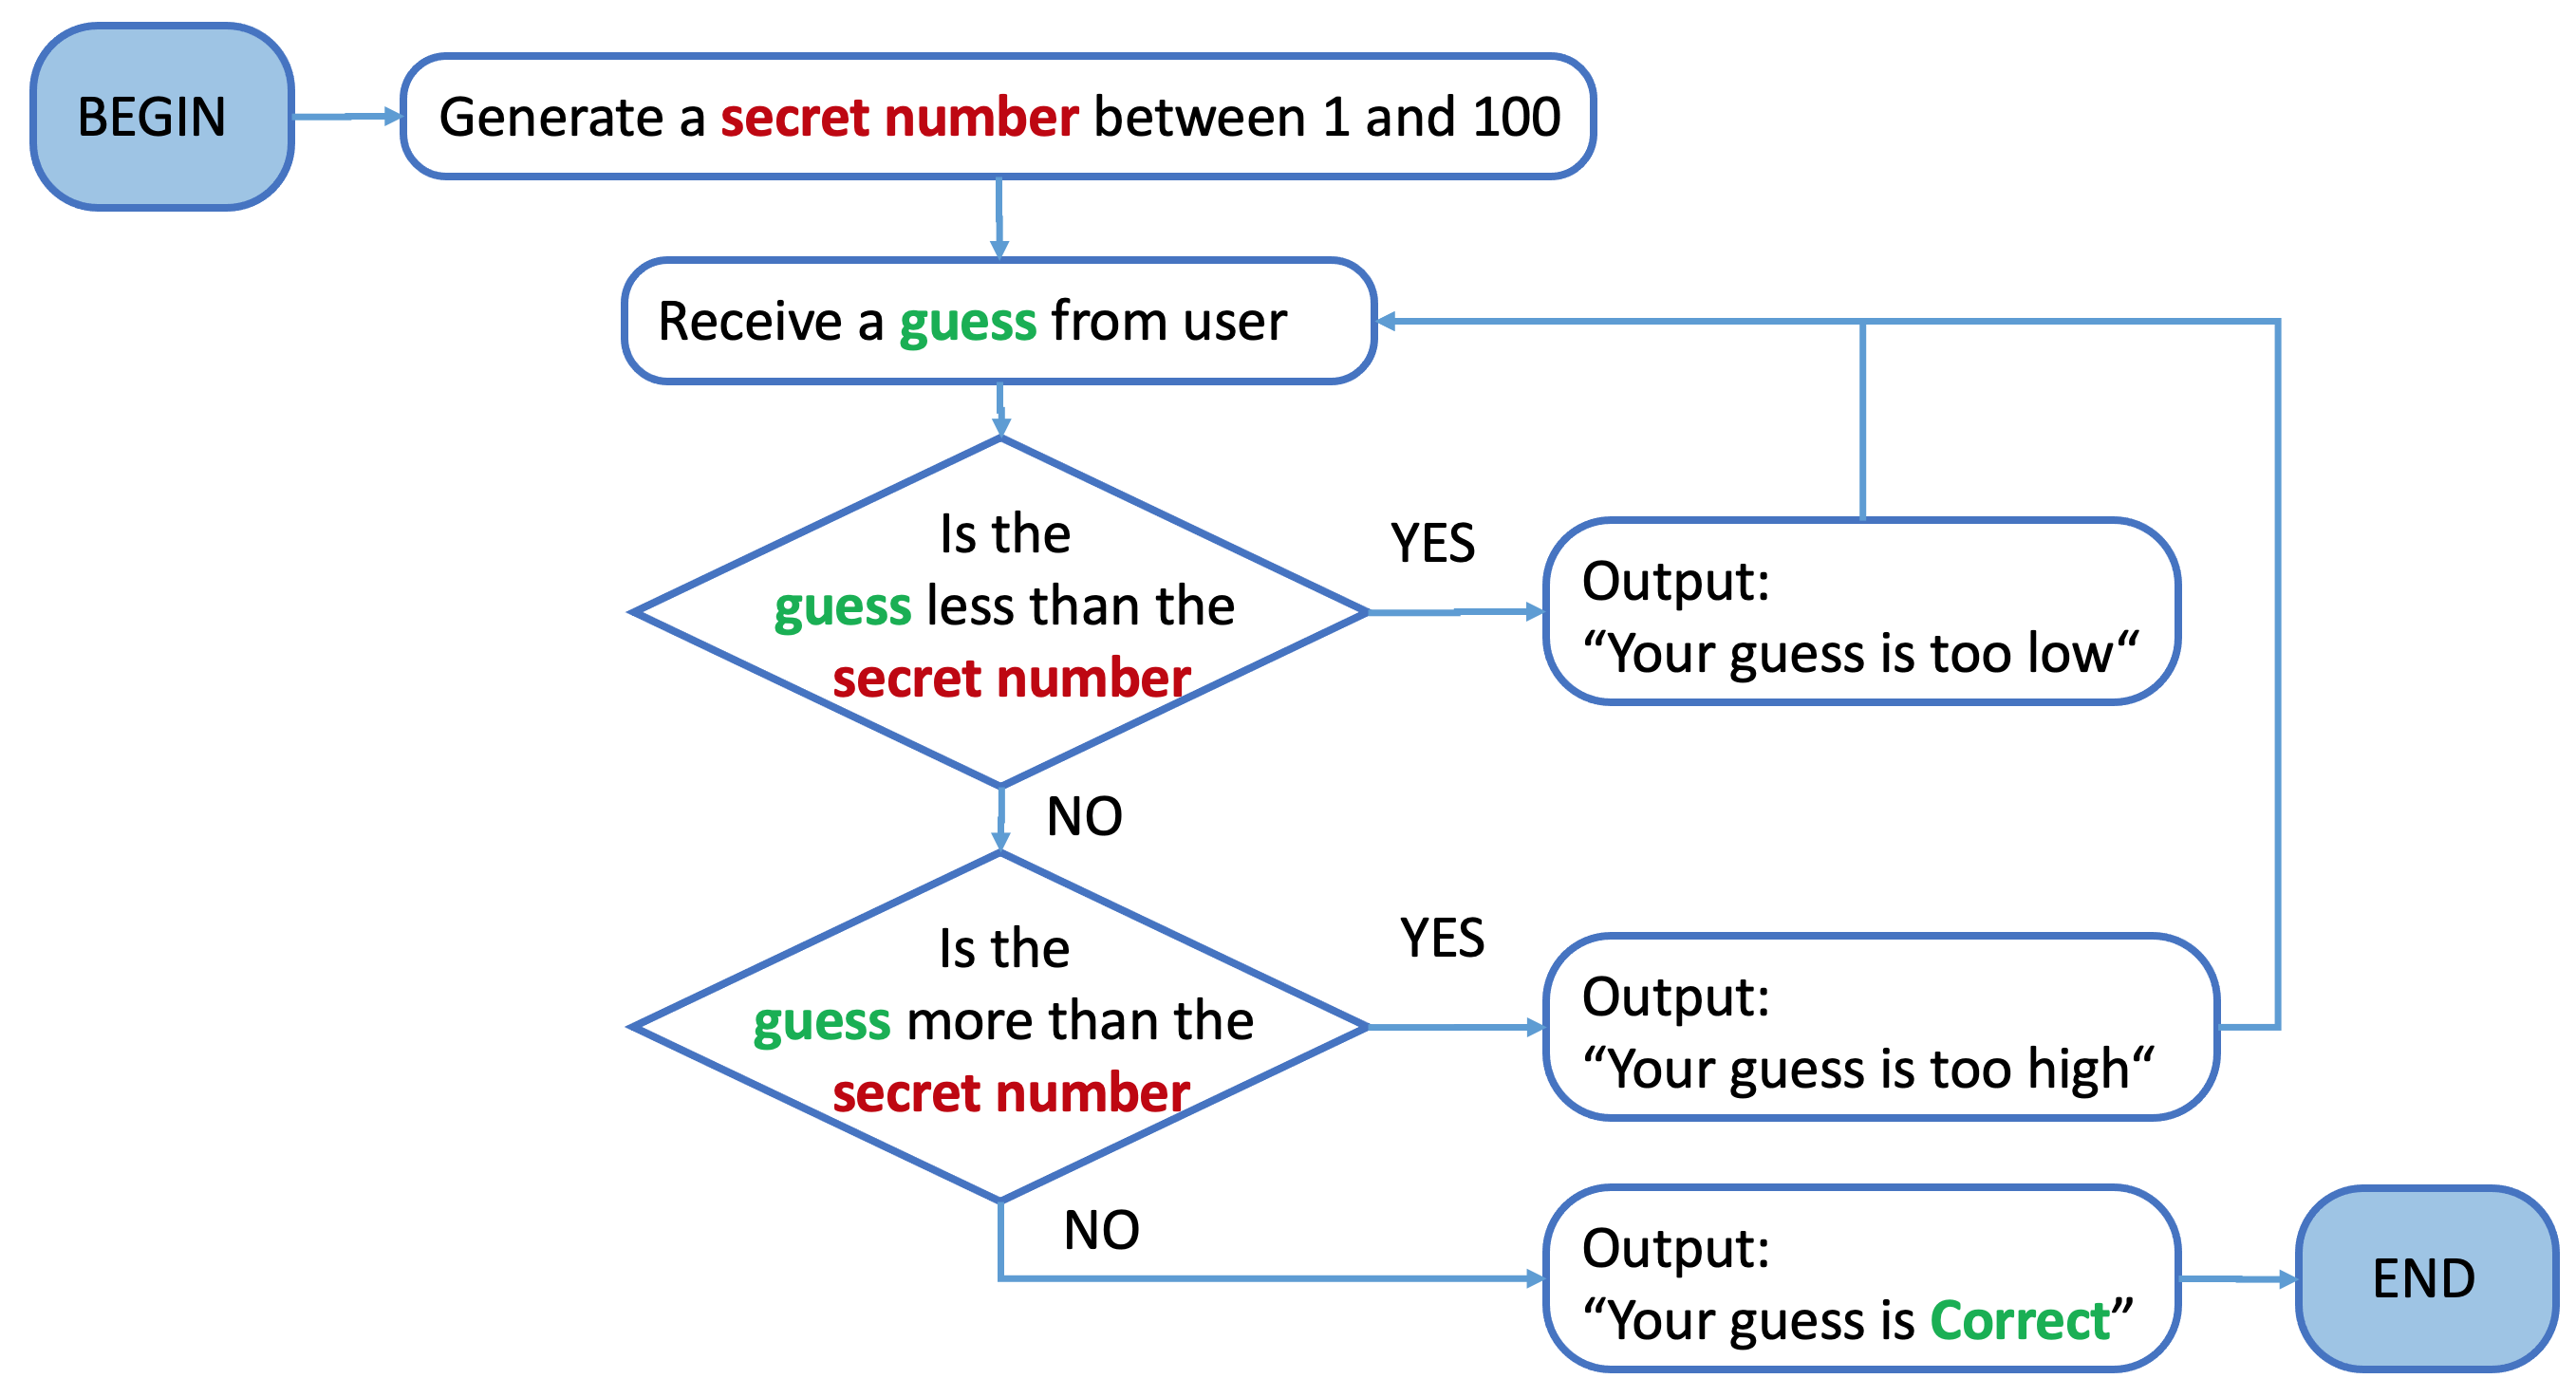 BEGIN
Generate a secret number between 1 and 100
Receive a guess from user
Is the
guess less than the
secret number
YES
Output:
“Your guess is too low“
NO
Is the
guess more than the
secret number
YES
Output:
“Your guess is too high“
NO
Output:
“Your guess is Correct”
END